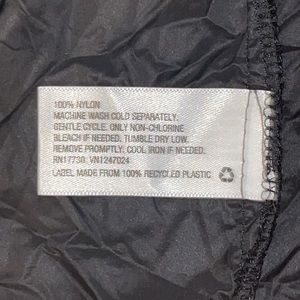 100% NYLON
MACHINE WASH COLD SEPARATELY.
GENTLE CYCLE. ONLY NON-CHLORINE
BLEACH IF NEEDED. TUMBLE DRY LOW.
REMOVE PROMPTLY. COOL IRON IF NEEDED.
RN17730 VN1247024
LABEL MADE FROM 100% RECYCLED PLASTIC